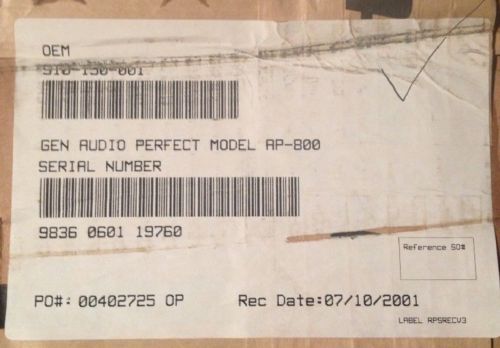 OEM
910-150-001
GEN AUDIO PERFECT MODEL AP-800
SERIAL NUMBER
9836 0601 19760
Reference SO#
PO#: 00402725 OP Rec Date:07/10/2001
LABEL RPSRECV3